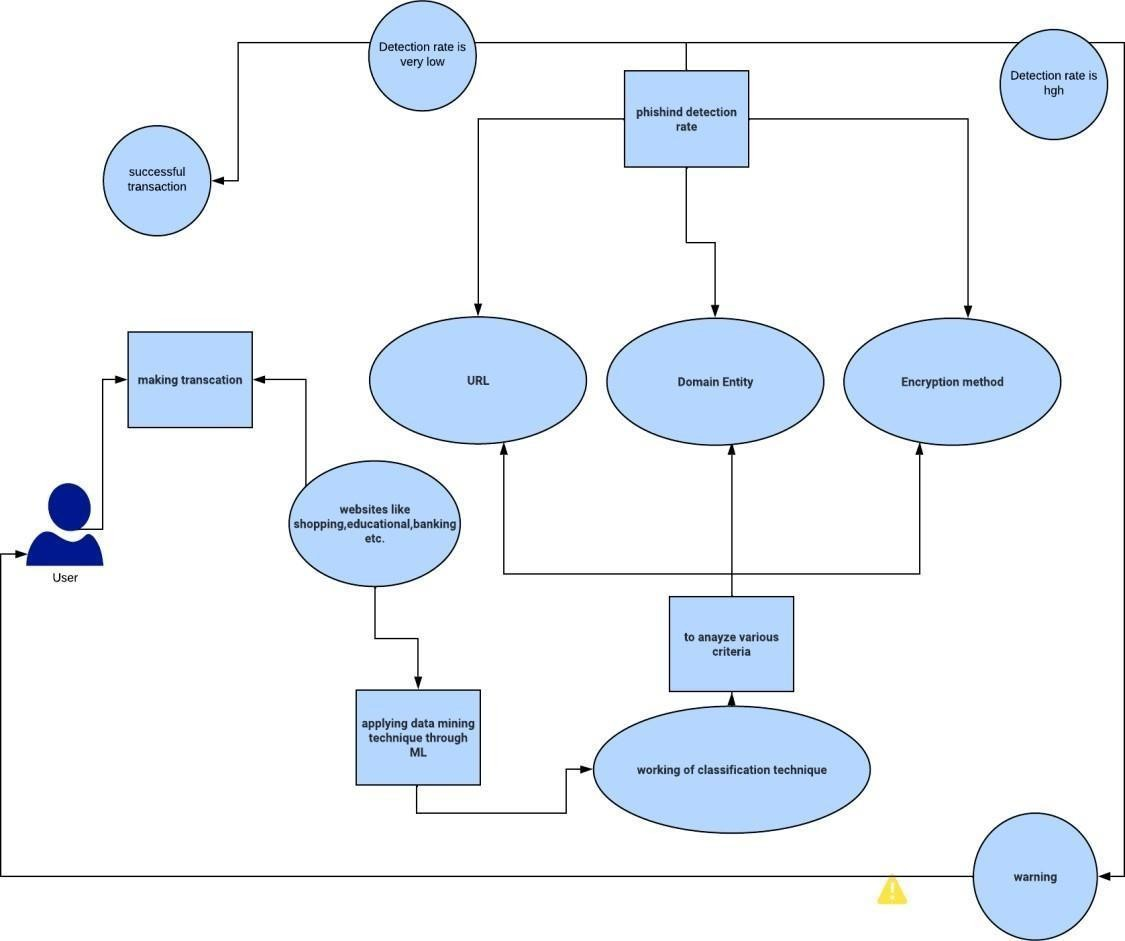 Detection rate is
very low
Detection rate is
hgh
phishind detection
rate
successful
transaction
making transcation
URL
Domain Entity
Encryption method
websites like
shopping,educational,banking
etc.
User
to anayze various
criteria
applying data mining
technique through
ML
working of classification technique
warning